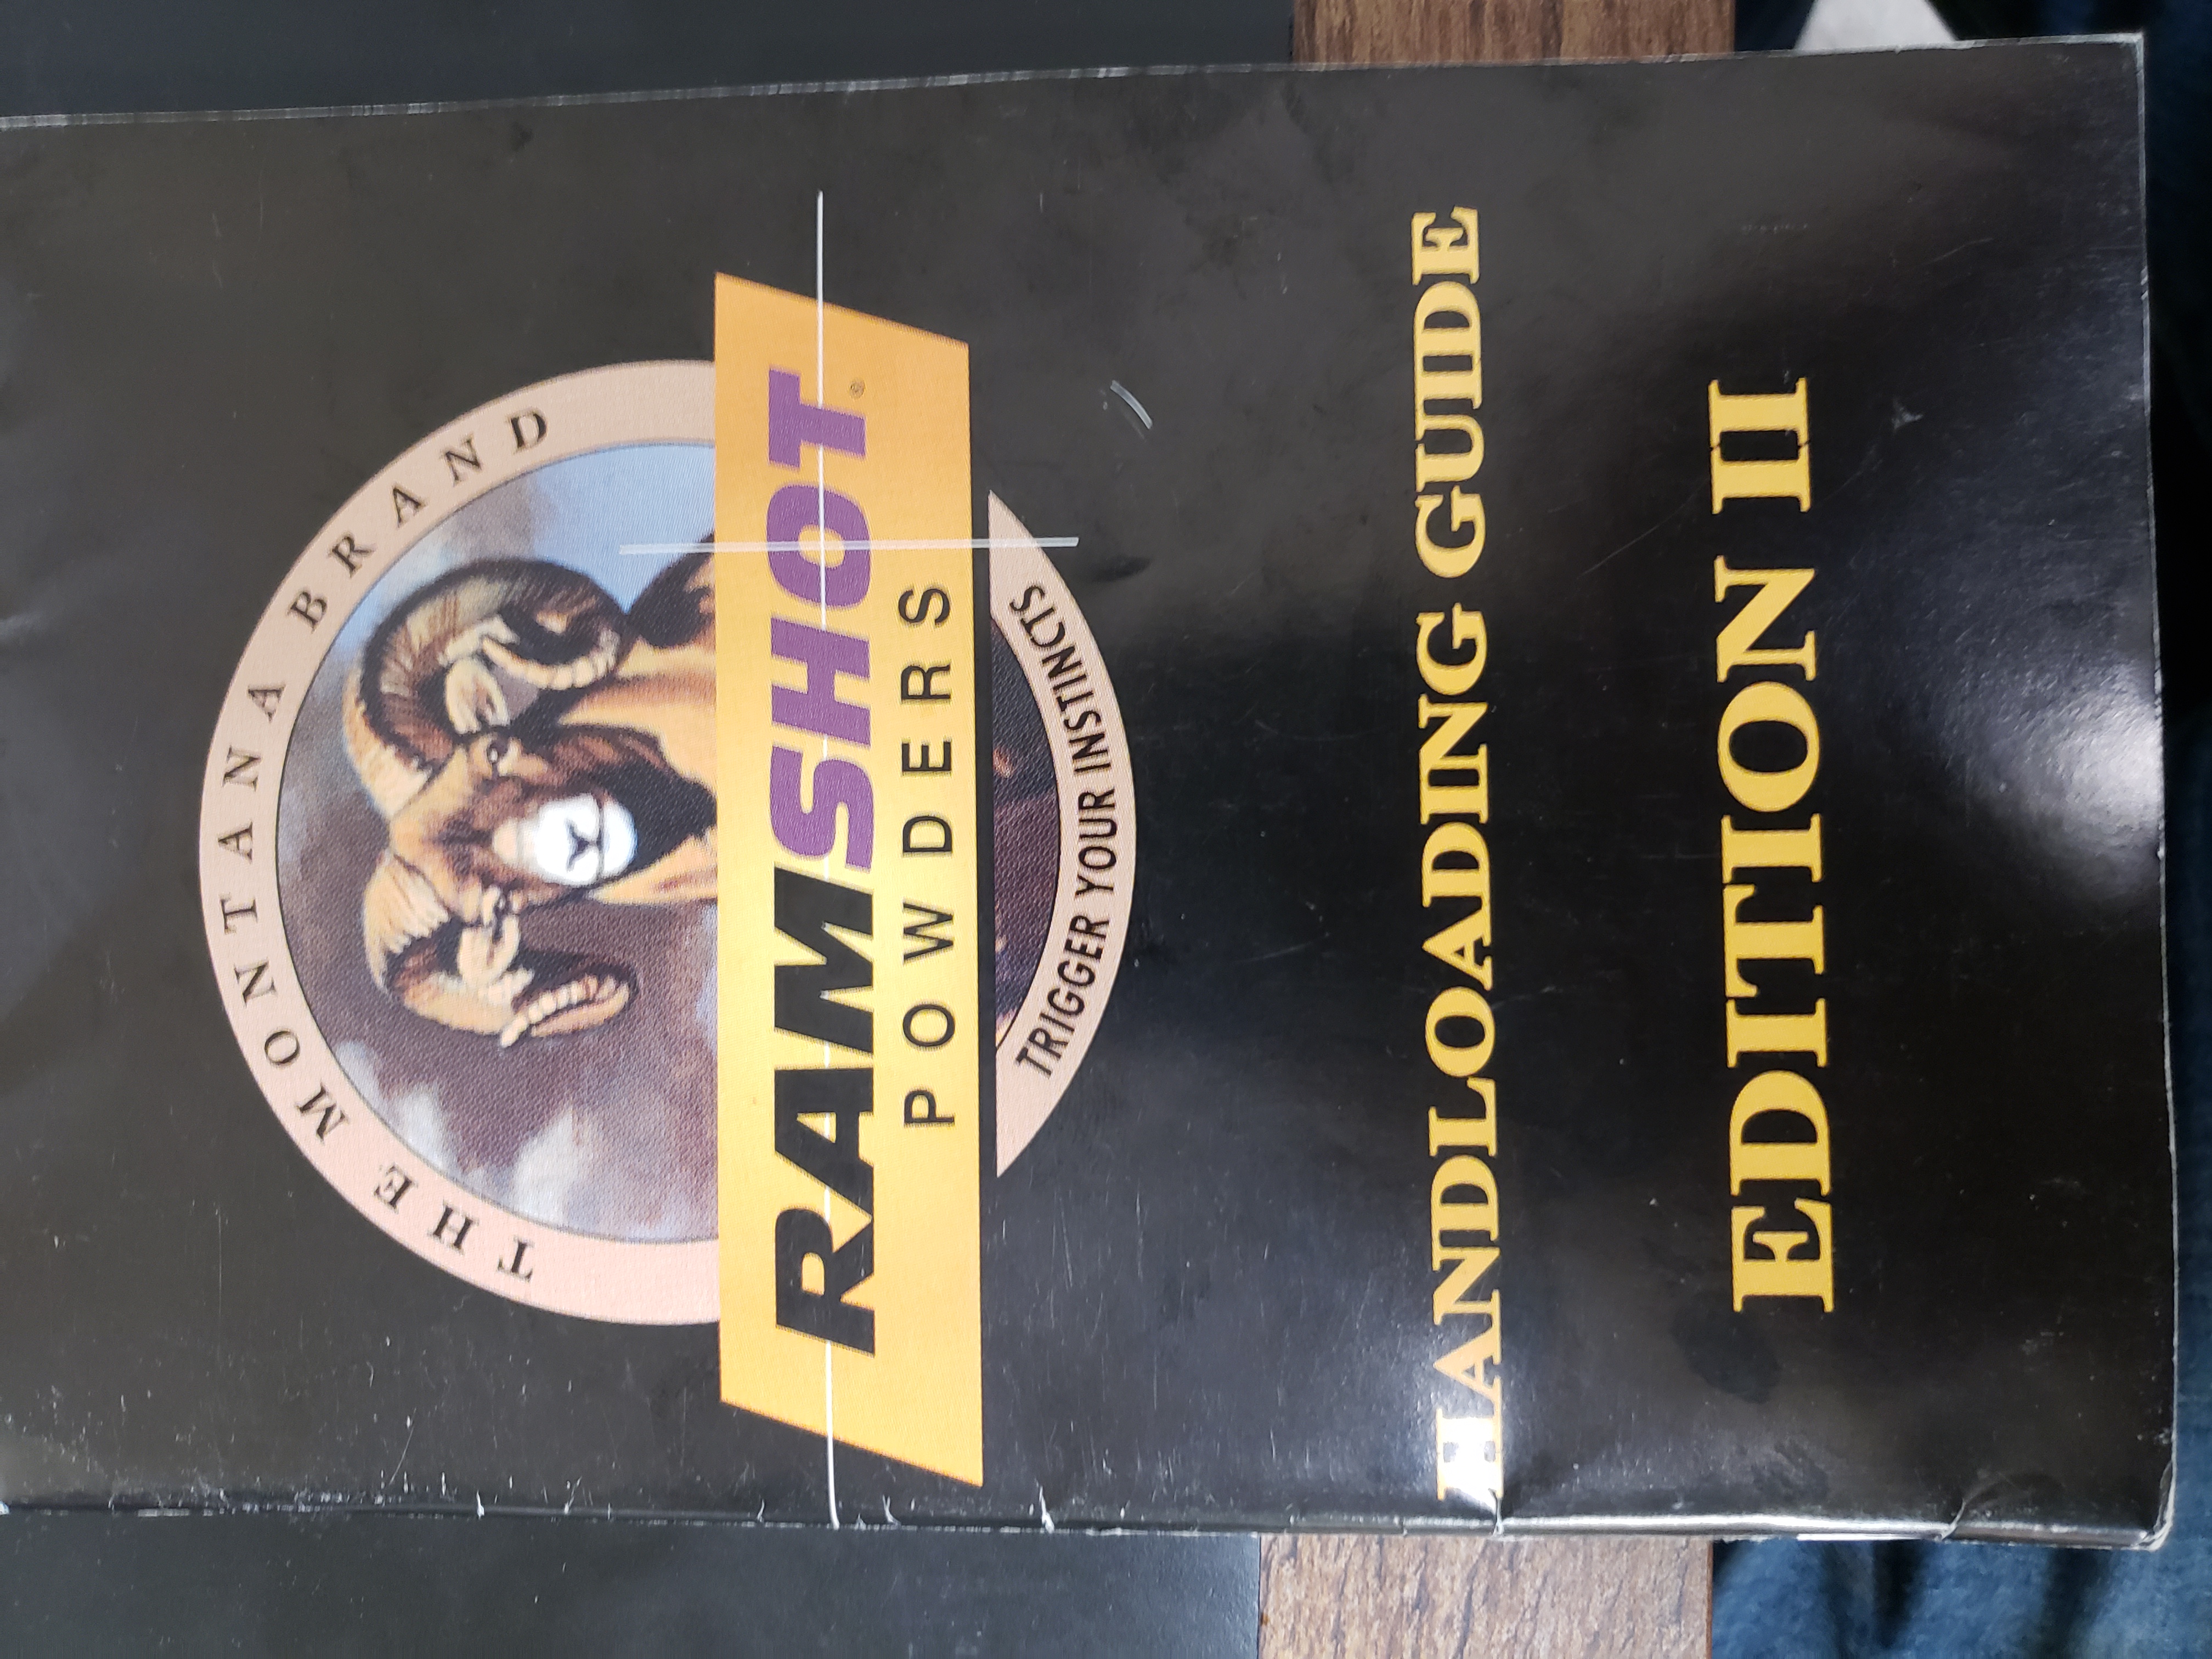 THE MONTANA BRAND
RAMSHOT®
POWDERS
TRIGGER YOUR INSTINCTS
HANDLOADING GUIDE
EDITION II